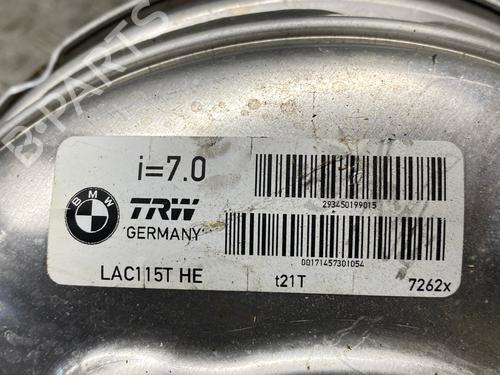 B-PARTS
i=7.0
293450199015
BMW
TRW
GERMANY
00171457301054
LAC115T HE
t21T
7262x